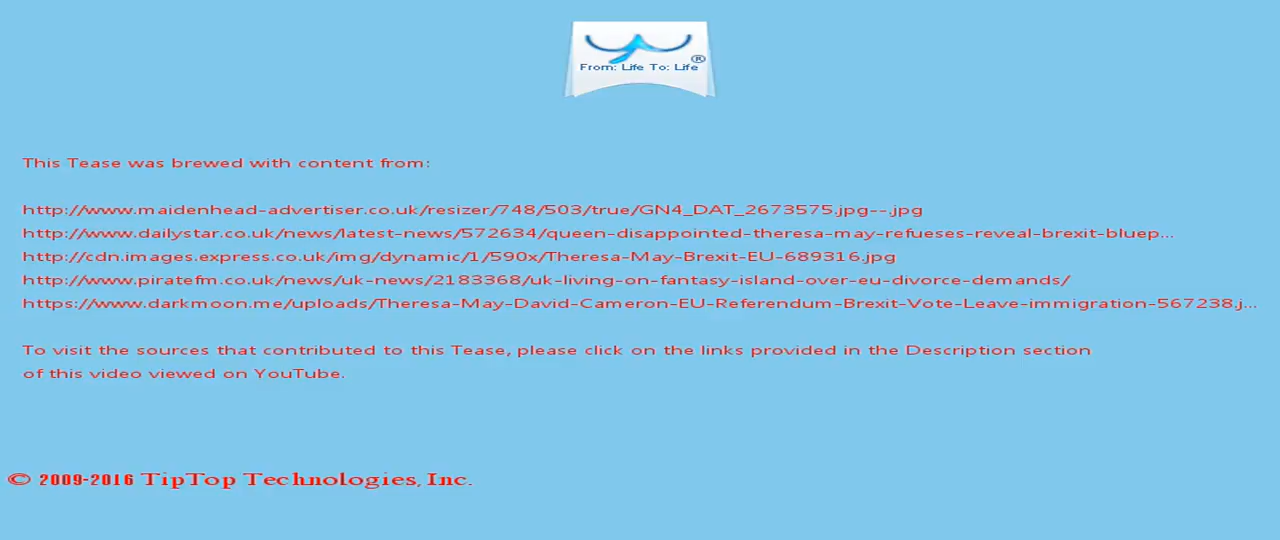 From: Life To: Life®
This Tease was brewed with content from:
http://www.maidenhead-advertiser.co.uk/resizer/748/503/true/GN4_DAT_2673575.jpg--.jpg
http://www.dailystar.co.uk/news/latest-news/572634/queen-disappointed-theresa-may-refueses-reveal-brexit-bluep...
http://cdn.images.express.co.uk/img/dynamic/1/590x/Theresa-May-Brexit-EU-689316.jpg
http://www.piratefm.co.uk/news/uk-news/2183368/uk-living-on-fantasy-island-over-eu-divorce-demands/
https://www.darkmoon.me/uploads/Theresa-May-David-Cameron-EU-Referendum-Brexit-Vote-Leave-immigration-567238.j...
To visit the sources that contributed to this Tease, please click on the links provided in the Description section
of this video viewed on YouTube.
© 2009-2016 TipTop Technologies, Inc.